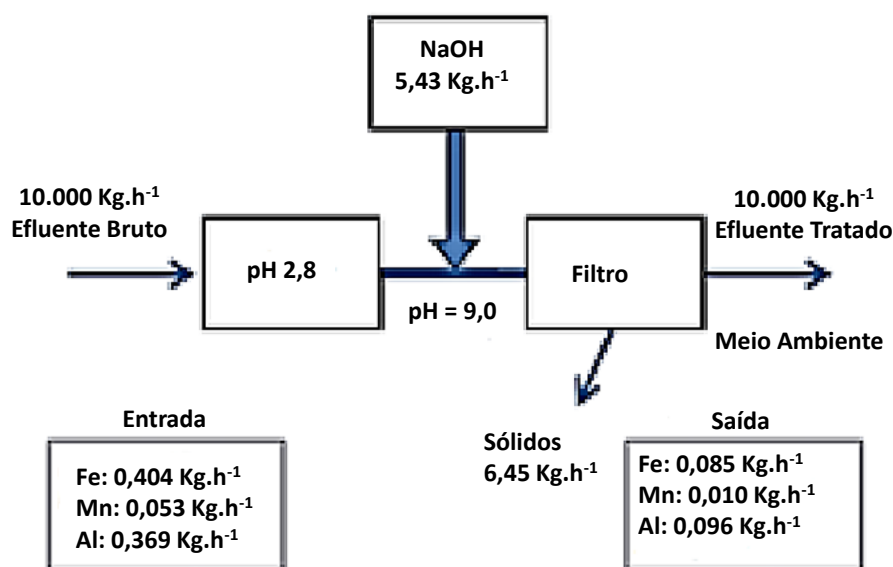 NaOH
5,43 Kg.h⁻¹
10.000 Kg.h⁻¹
Efluente Bruto
10.000 Kg.h⁻¹
Efluente Tratado
pH 2,8
Filtro
pH = 9,0
Meio Ambiente
Entrada
Fe: 0,404 Kg.h⁻¹
Mn: 0,053 Kg.h⁻¹
Al: 0,369 Kg.h⁻¹
Sólidos
6,45 Kg.h⁻¹
Saída
Fe: 0,085 Kg.h⁻¹
Mn: 0,010 Kg.h⁻¹
Al: 0,096 Kg.h⁻¹